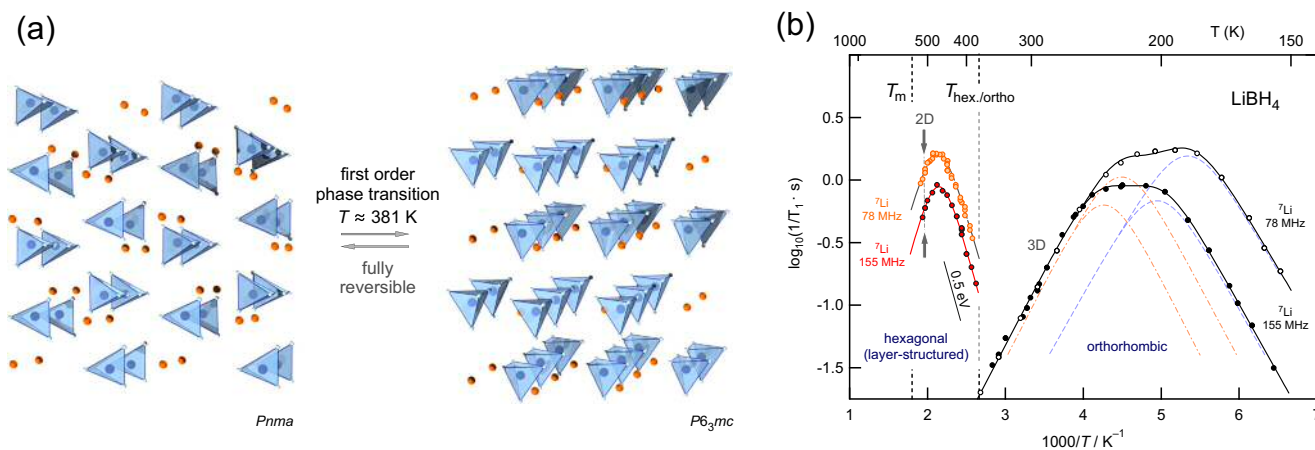 (a)
first order
phase transition
T ≈ 381 K
fully
reversible
Pnma
P6₃mc
(b)
1000
500
400
300
200
T (K)
150
Tm
Thex./ortho
LiBH₄
2D
0.5
0.0
-0.5
-1.0
-1.5
log₁₀(1/T₁ · s)
⁷Li
78 MHz
⁷Li
155 MHz
0.5 eV
3D
⁷Li
78 MHz
⁷Li
155 MHz
hexagonal
(layer-structured)
orthorhombic
1
2
3
4
5
6
7
1000/T / K⁻¹